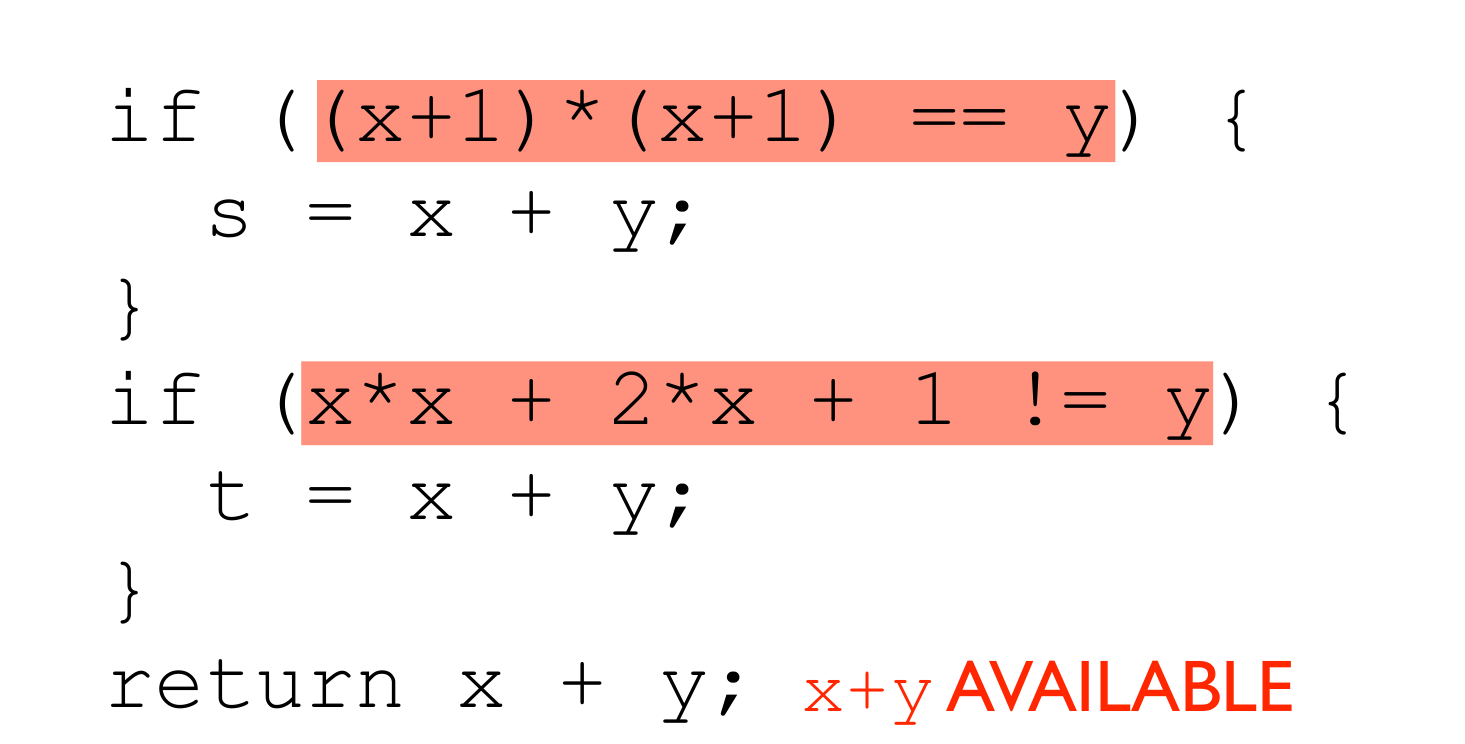 if ((x+1)*(x+1) == y) {
  s = x + y;
}
if (x*x + 2*x + 1 != y) {
  t = x + y;
}
return x + y; x+y AVAILABLE